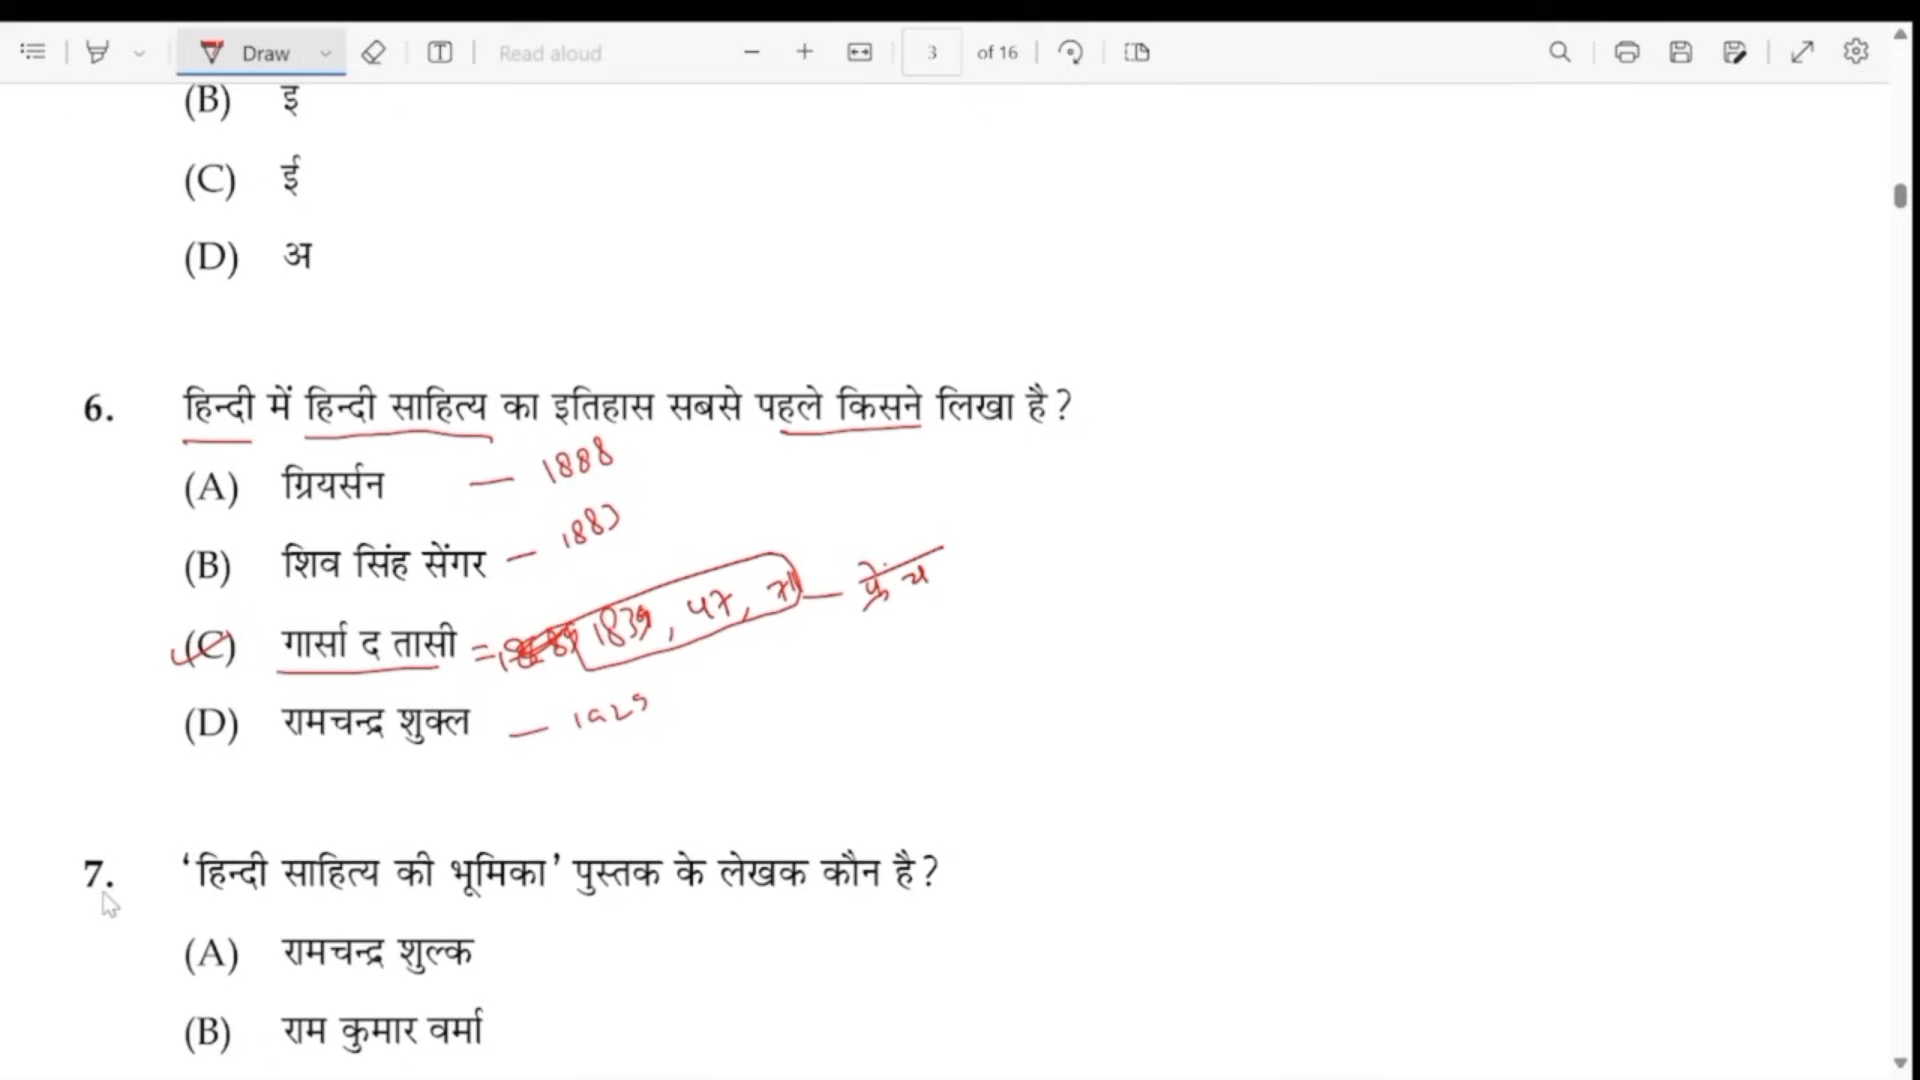 Draw
Read aloud
3 of 16
(B) इ
(C) ई
(D) अ
6. हिन्दी में हिन्दी साहित्य का इतिहास सबसे पहले किसने लिखा है?
(A) ग्रियर्सन — 1888
(B) शिव सिंह सेंगर — 1883
(C) गार्सा द तासी = 1839, 47, 71 — फ्रेंच
(D) रामचन्द्र शुक्ल — 1929
7. 'हिन्दी साहित्य की भूमिका' पुस्तक के लेखक कौन है?
(A) रामचन्द्र शुल्क
(B) राम कुमार वर्मा